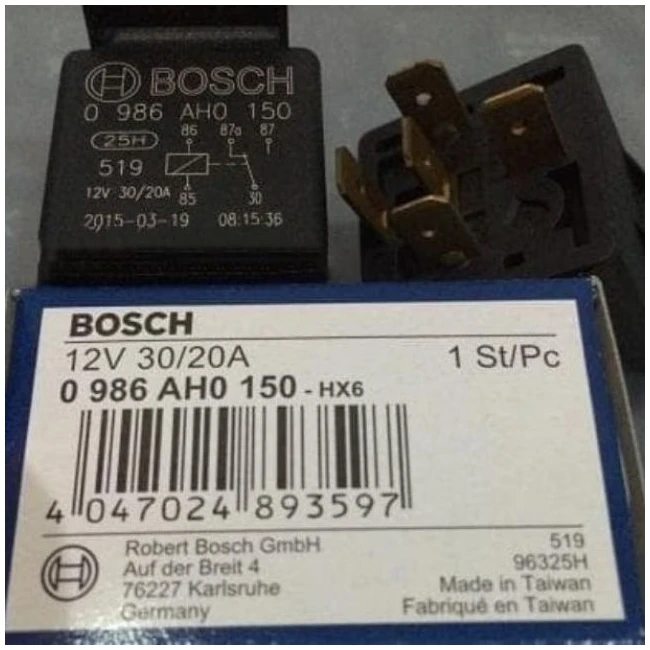 BOSCH
0 986 AH0 150
25H
86 87a 87
519
12V 30/20A 85 30
2015-03-19 08:15:36
BOSCH
12V 30/20A 1 St/Pc
0 986 AH0 150 - HX6
4 047024 893597
Robert Bosch GmbH 519
Auf der Breit 4 96325H
76227 Karlsruhe Made in Taiwan
Germany Fabriqué en Taiwan